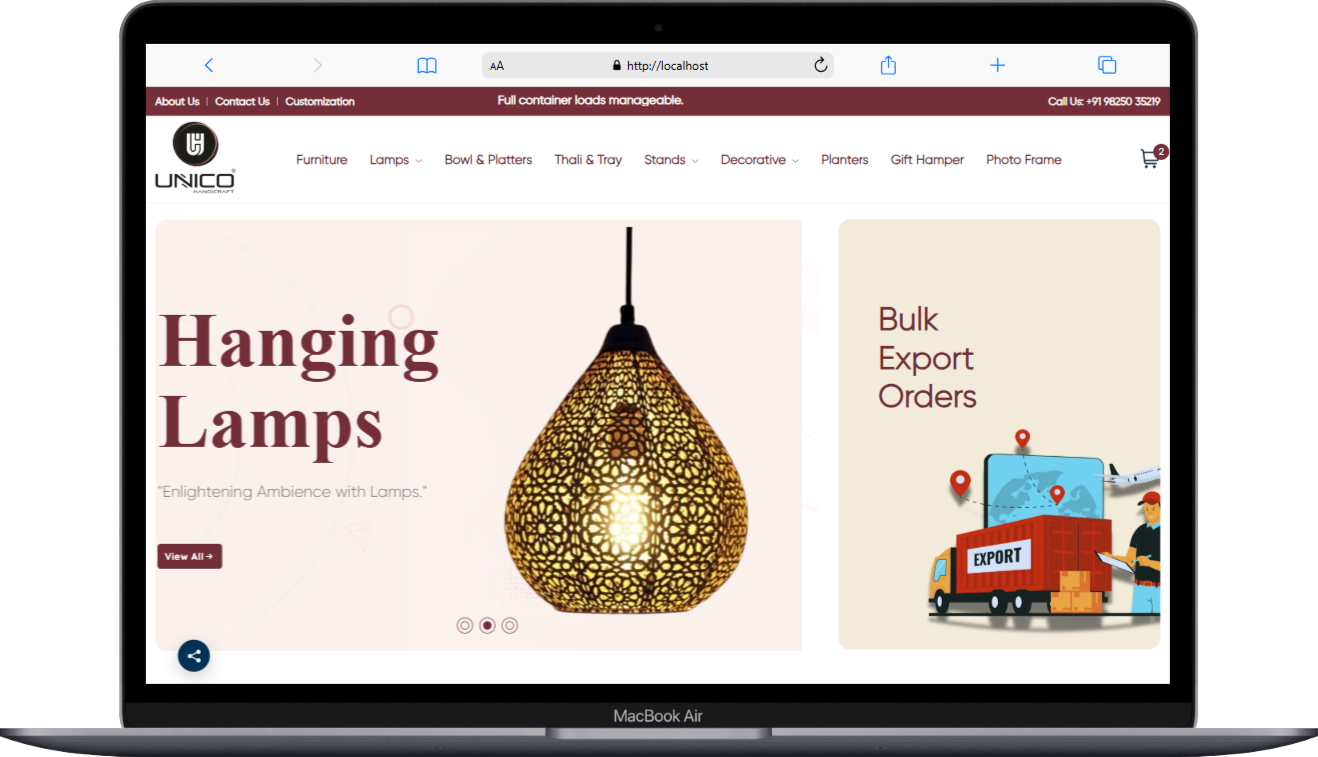 AA
http://localhost
About Us | Contact Us | Customization
Full container loads manageable.
Call Us: +91 98250 35219
UNICO®
HANDICRAFT
Furniture Lamps Bowl & Platters Thali & Tray Stands Decorative Planters Gift Hamper Photo Frame
2
Hanging
Lamps
"Enlightening Ambience with Lamps."
View All →
Bulk
Export
Orders
EXPORT
MacBook Air